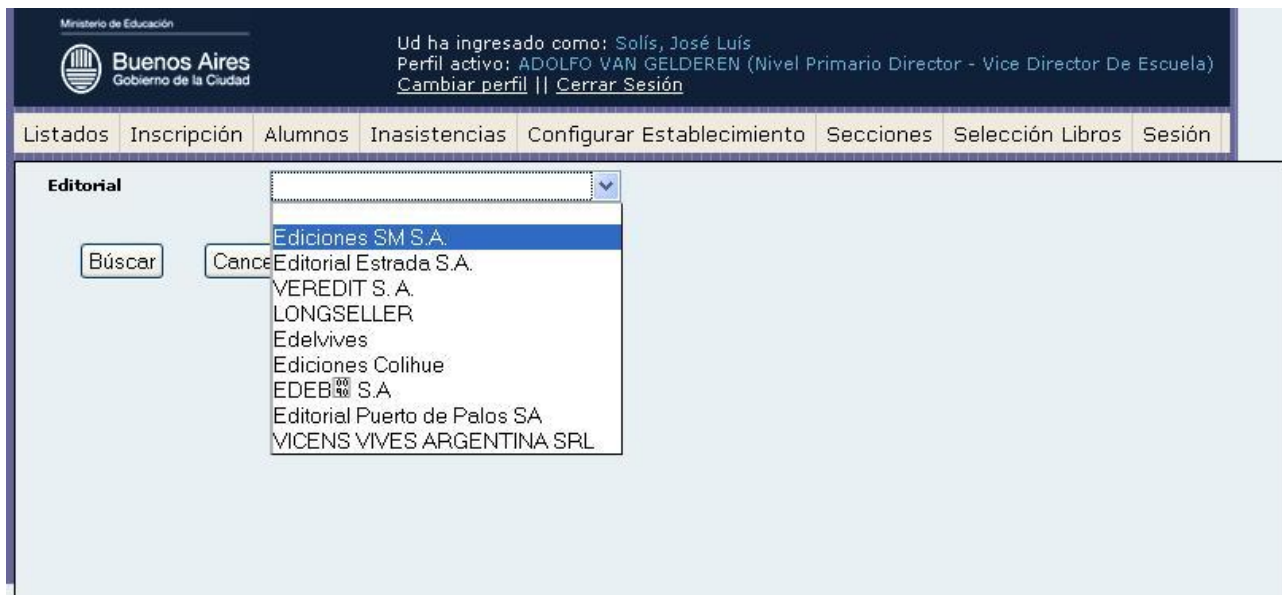 Ministerio de Educación
Buenos Aires
Gobierno de la Ciudad
Ud ha ingresado como: Solís, José Luís
Perfil activo: ADOLFO VAN GELDEREN (Nivel Primario Director - Vice Director De Escuela)
Cambiar perfil || Cerrar Sesión
Listados Inscripción Alumnos Inasistencias Configurar Establecimiento Secciones Selección Libros Sesión
Editorial
Búscar Cance
Ediciones SM S.A.
Editorial Estrada S.A.
VEREDIT S. A.
LONGSELLER
Edelvives
Ediciones Colihue
EDEB S.A
Editorial Puerto de Palos SA
VICENS VIVES ARGENTINA SRL